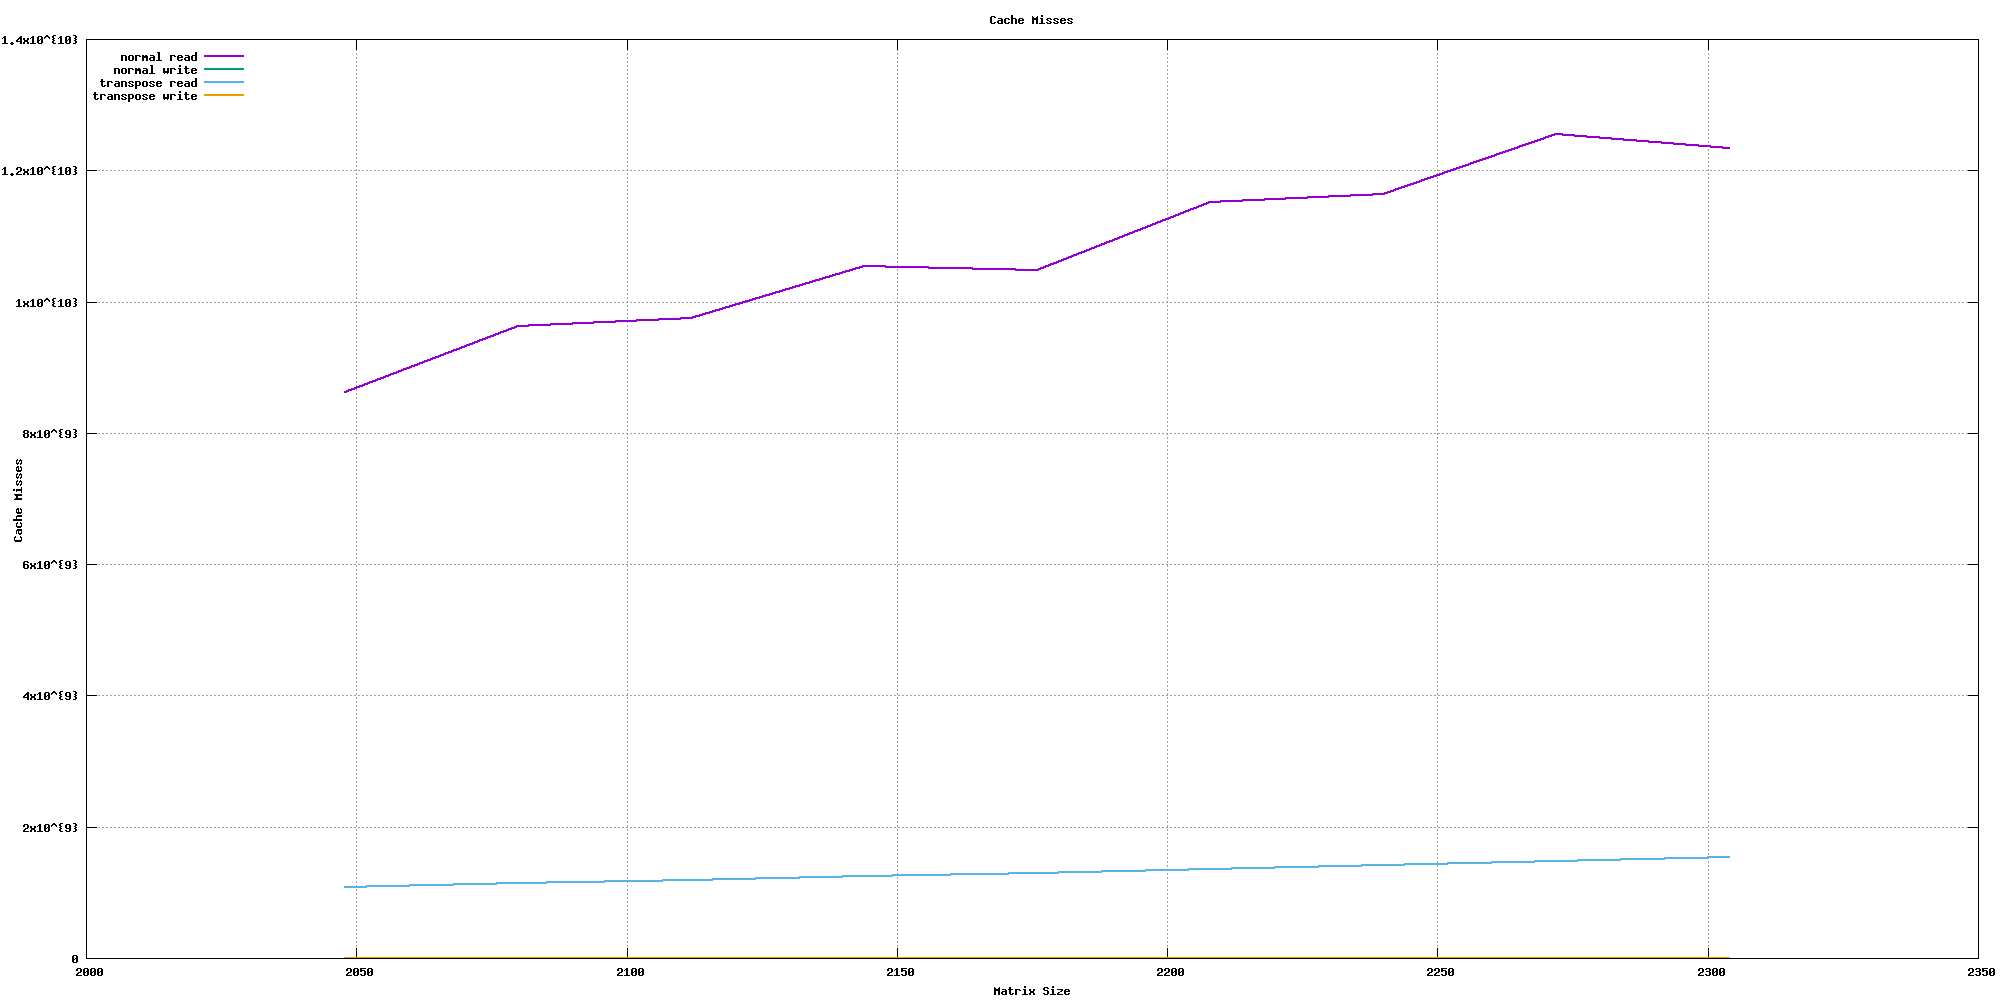 Cache Misses
1.4x10^{10}
normal read
normal write
transpose read
transpose write
1.2x10^{10}
1x10^{10}
8x10^{9}
Cache Misses
6x10^{9}
4x10^{9}
2x10^{9}
0
2000 2050 2100 2150 2200 2250 2300 2350
Matrix Size